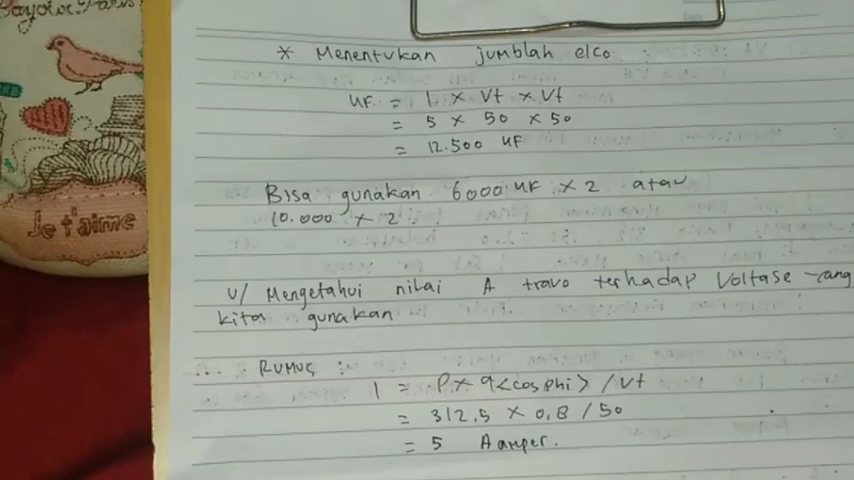 Je t'aime
* Menentukan jumblah elco
UF = I x Vt x Vt
= 5 x 50 x 50
= 12.500 UF
Bisa gunakan 6000 UF x 2 atau
10.000 x 2.
U/ Mengetahui nilai A travo terhadap Voltase yang
kita gunakan
RUMUS :
I = P x q <cos phi> / Vt
= 312.5 x 0,8 / 50
= 5 A amper.